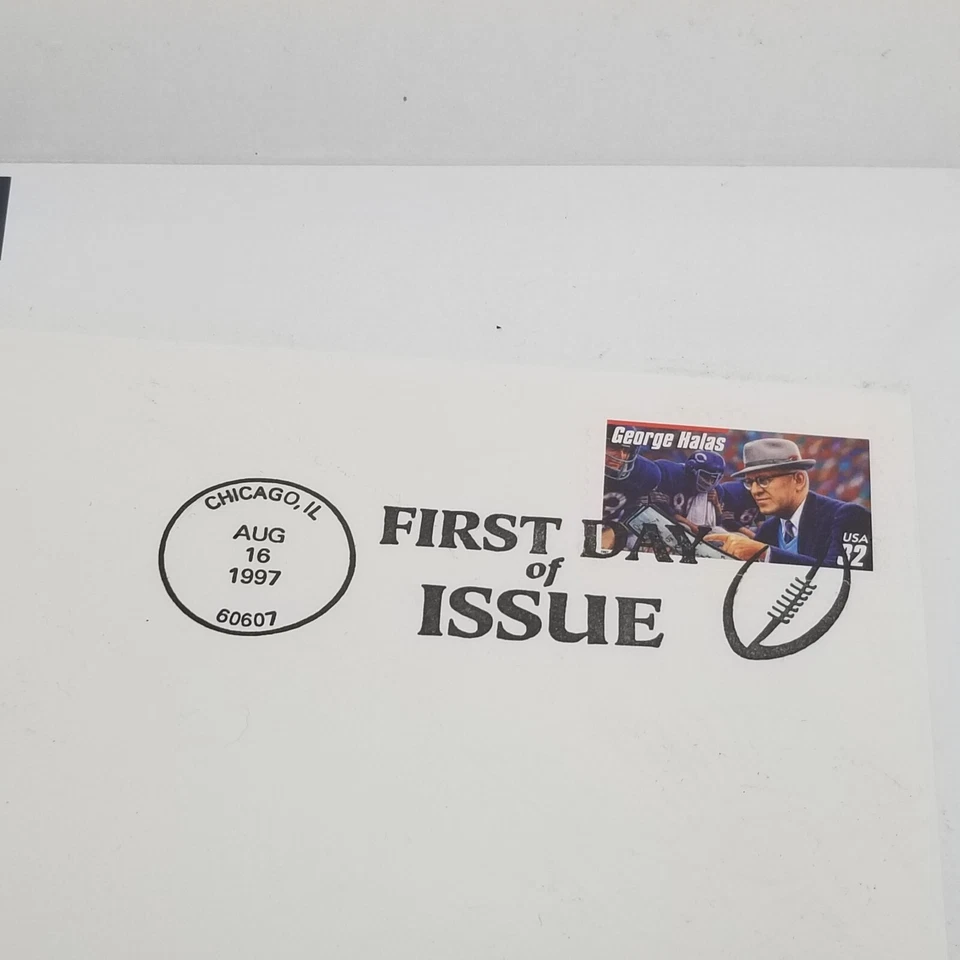 George Halas
USA
32
CHICAGO, IL
AUG
16
1997
60607
FIRST DAY
of
ISSUE